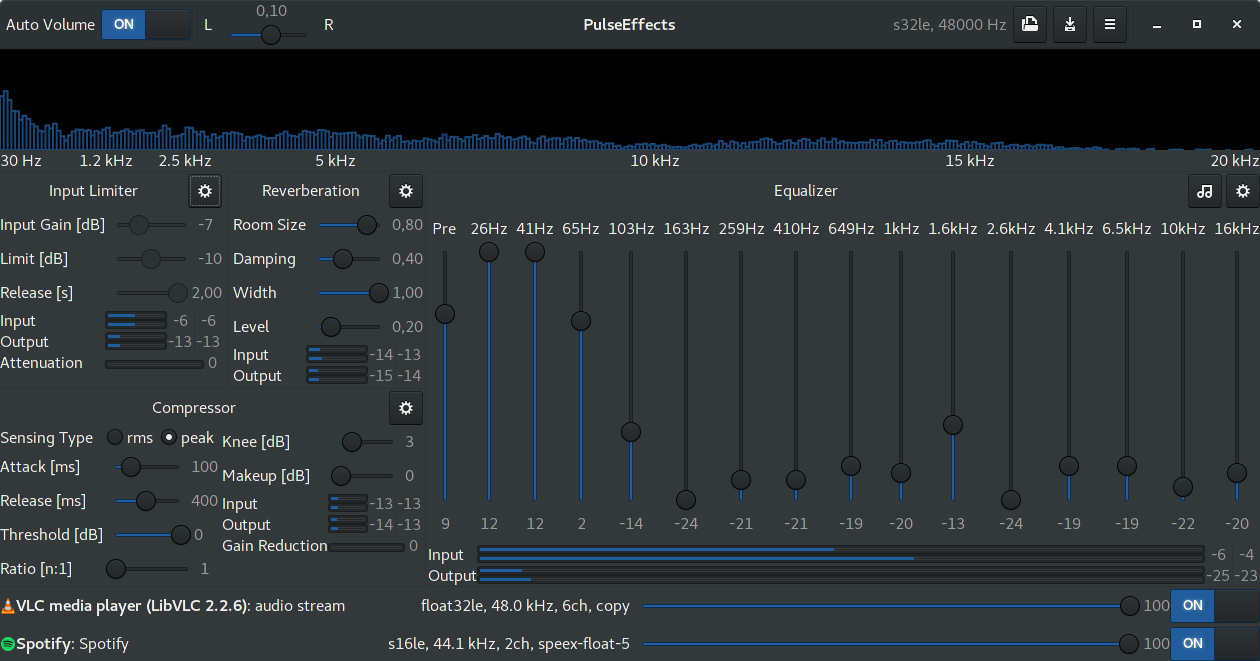 Auto Volume ON L 0,10 R PulseEffects s32le, 48000 Hz
30 Hz 1.2 kHz 2.5 kHz 5 kHz 10 kHz 15 kHz 20 kHz
Input Limiter
Input Gain [dB] -7
Limit [dB] -10
Release [s] 2,00
Input -6 -6
Output -13 -13
Attenuation 0
Reverberation
Room Size 0,80
Damping 0,40
Width 1,00
Level 0,20
Input -14 -13
Output -15 -14
Compressor
Sensing Type rms peak
Attack [ms] 100
Release [ms] 400
Threshold [dB] 0
Ratio [n:1] 1
Knee [dB] 3
Makeup [dB] 0
Input -13 -13
Output -14 -13
Gain Reduction 0
Equalizer
Pre 26Hz 41Hz 65Hz 103Hz 163Hz 259Hz 410Hz 649Hz 1kHz 1.6kHz 2.6kHz 4.1kHz 6.5kHz 10kHz 16kHz
9 12 12 2 -14 -24 -21 -21 -19 -20 -13 -24 -19 -19 -22 -20
Input -6 -4
Output -25 -23
VLC media player (LibVLC 2.2.6): audio stream float32le, 48.0 kHz, 6ch, copy 100 ON
Spotify: Spotify s16le, 44.1 kHz, 2ch, speex-float-5 100 ON